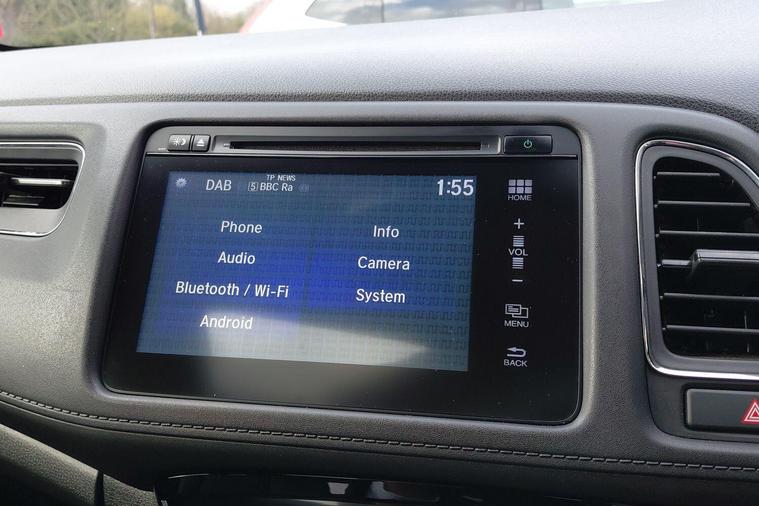 DAB
TP NEWS
5 BBC Ra
1:55
Phone
Info
Audio
Camera
Bluetooth / Wi-Fi
System
Android
HOME
+
VOL
−
MENU
BACK